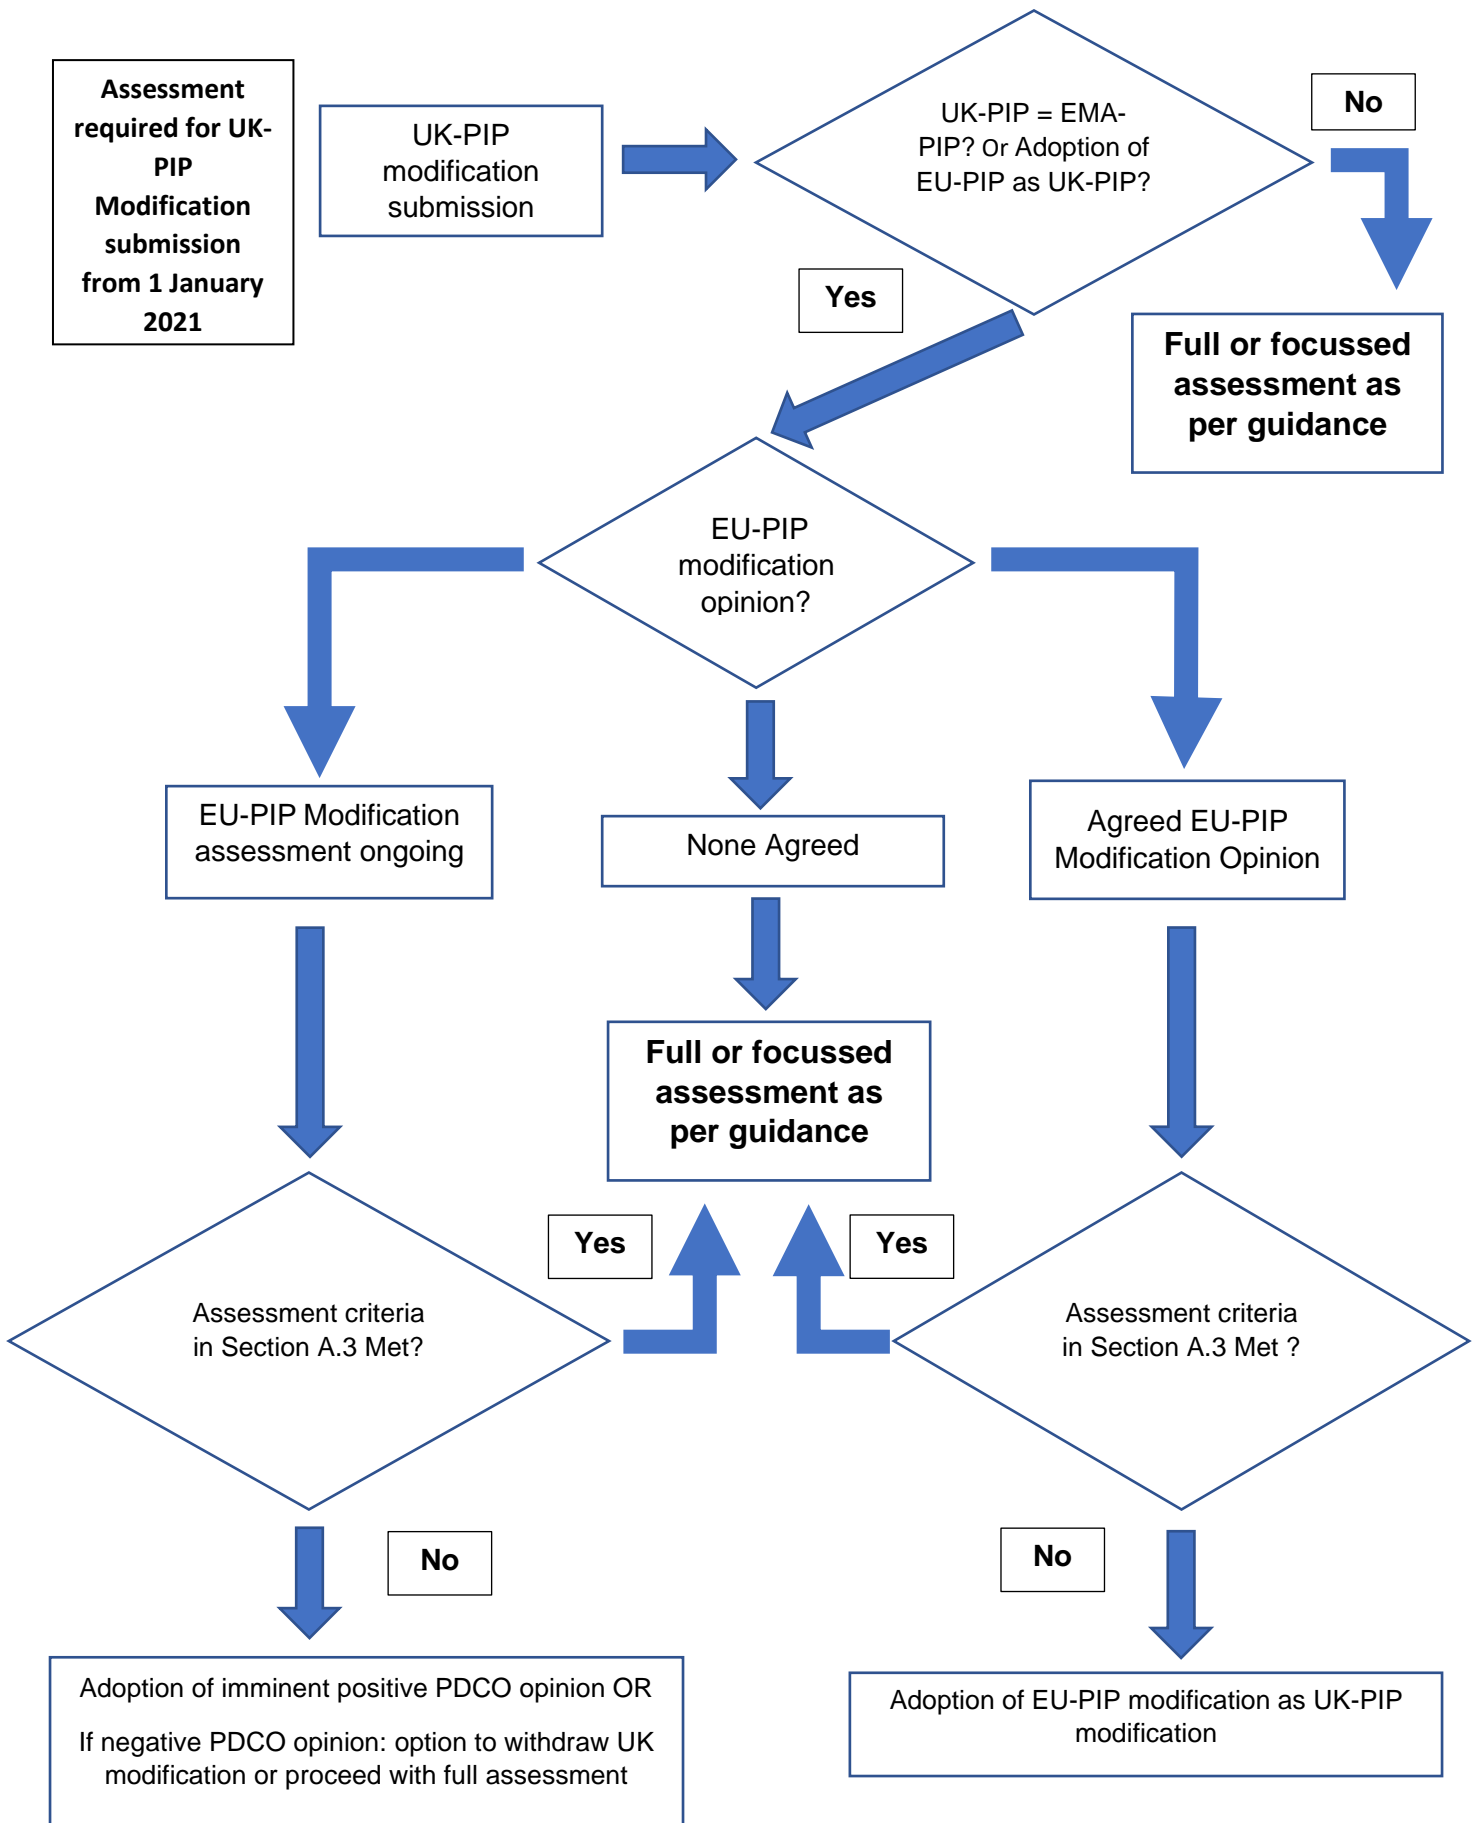 Assessment
required for UK-
PIP
Modification
submission
from 1 January
2021
UK-PIP
modification
submission
UK-PIP = EMA-
PIP? Or Adoption of
EU-PIP as UK-PIP?
No
Yes
Full or focussed
assessment as
per guidance
EU-PIP
modification
opinion?
EU-PIP Modification
assessment ongoing
None Agreed
Agreed EU-PIP
Modification Opinion
Full or focussed
assessment as
per guidance
Yes
Yes
Assessment criteria
in Section A.3 Met?
Assessment criteria
in Section A.3 Met ?
No
No
Adoption of imminent positive PDCO opinion OR
If negative PDCO opinion: option to withdraw UK
modification or proceed with full assessment
Adoption of EU-PIP modification as UK-PIP
modification